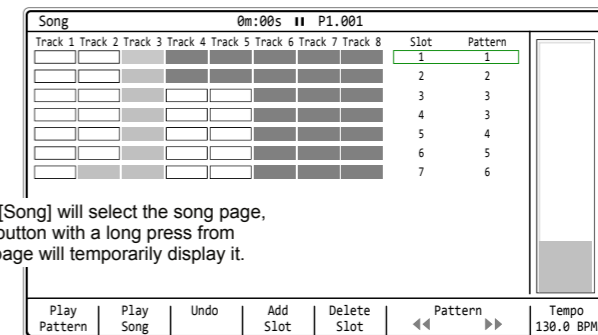 Song 0m:00s P1.001
Track 1 Track 2 Track 3 Track 4 Track 5 Track 6 Track 7 Track 8 Slot Pattern
1 1
2 2
3 3
4 3
5 4
6 5
7 6
[Song] will select the song page,
button with a long press from
page will temporarily display it.
Play Pattern
Play Song
Undo
Add Slot
Delete Slot
Pattern
Tempo
130.0 BPM